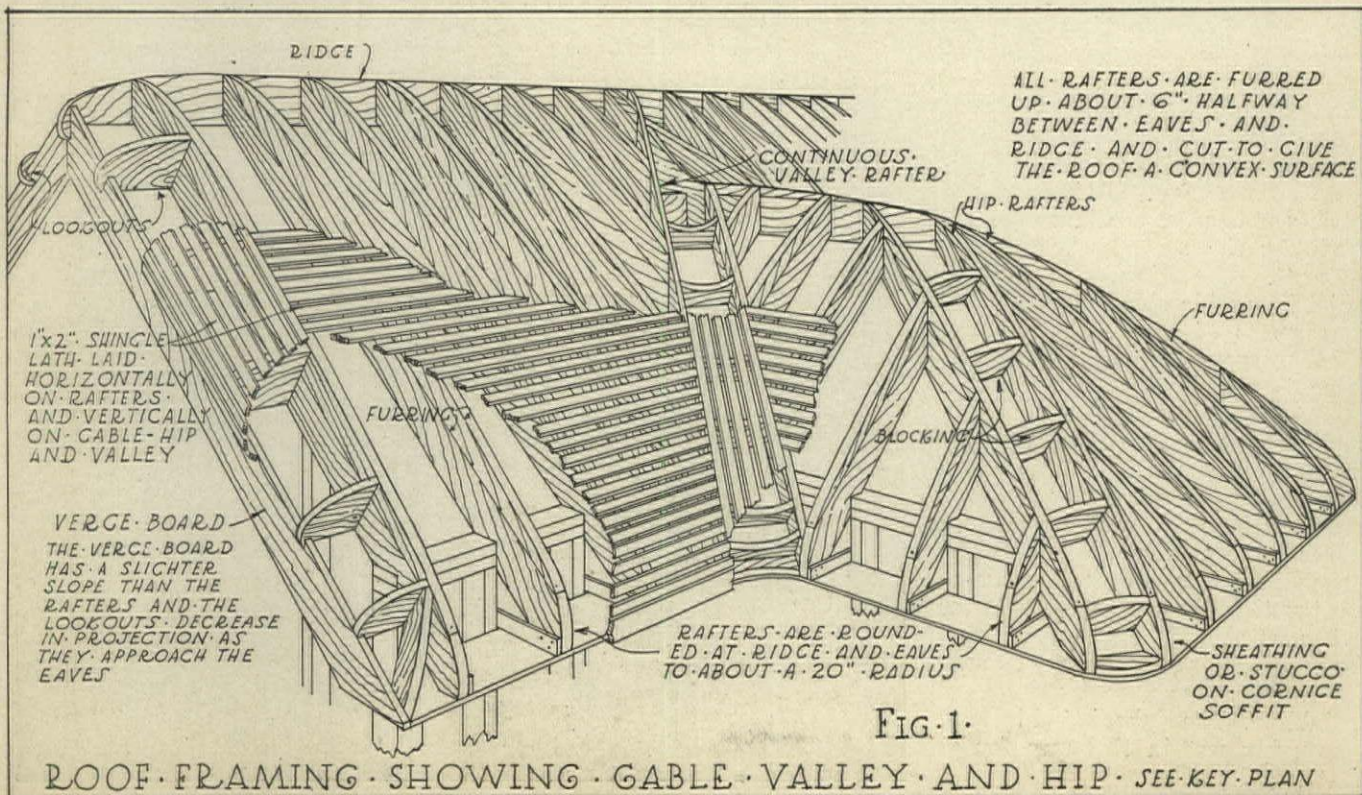 RIDGE
ALL·RAFTERS·ARE·FURRED
UP·ABOUT·6"·HALFWAY
BETWEEN·EAVES·AND·
RIDGE·AND·CUT·TO·GIVE
THE·ROOF·A·CONVEX·SURFACE
CONTINUOUS·
VALLEY·RAFTER
HIP·RAFTERS
LOOKOUTS
FURRING
1"x2"·SHINGLE
LATH·LAID·
HORIZONTALLY
ON·RAFTERS·
AND·VERTICALLY
ON·GABLE-HIP
AND·VALLEY
FURRING
BLOCKING
VERGE·BOARD
THE·VERGE·BOARD
HAS·A·SLIGHTER
SLOPE·THAN·THE
RAFTERS·AND·THE
LOOKOUTS·DECREASE
IN·PROJECTION·AS
THEY·APPROACH·THE
EAVES
RAFTERS·ARE·ROUND-
ED·AT·RIDGE·AND·EAVES
TO·ABOUT·A·20"·RADIUS
SHEATHING
OR·STUCCO·
ON·CORNICE
SOFFIT
FIG·1·
ROOF·FRAMING·SHOWING·GABLE·VALLEY·AND·HIP·SEE·KEY·PLAN